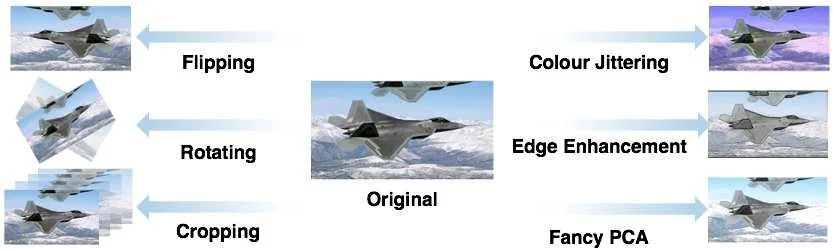 Flipping
Colour Jittering
Rotating
Edge Enhancement
Original
Cropping
Fancy PCA